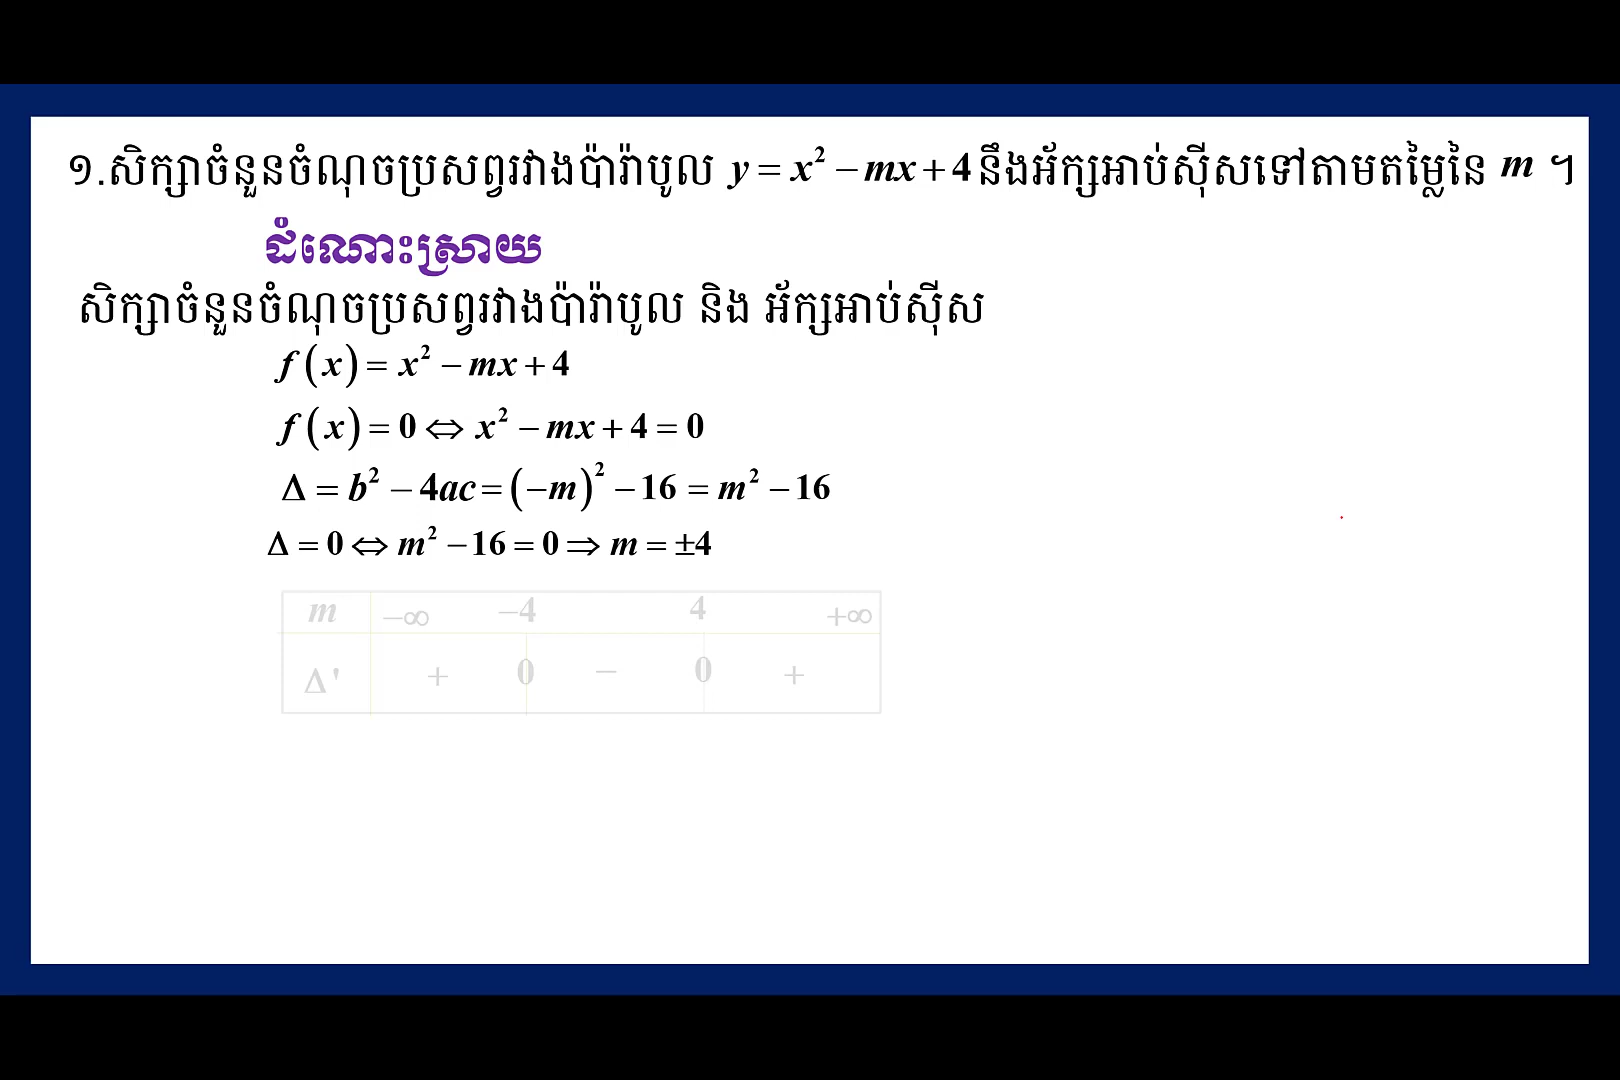 ១.សិក្សាចំនួនចំណុចប្រសព្វរវាងប៉ារ៉ាបូល y = x² − mx + 4 នឹងអ័ក្សអាប់ស៊ីសទៅតាមតម្លៃនៃ m ។
ដំណោះស្រាយ
សិក្សាចំនួនចំណុចប្រសព្វរវាងប៉ារ៉ាបូល និង អ័ក្សអាប់ស៊ីស
f(x) = x² − mx + 4
f(x) = 0 ⇔ x² − mx + 4 = 0
Δ = b² − 4ac = (−m)² − 16 = m² − 16
Δ = 0 ⇔ m² − 16 = 0 ⇒ m = ±4
m −∞ −4 4 +∞
Δ' + 0 − 0 +